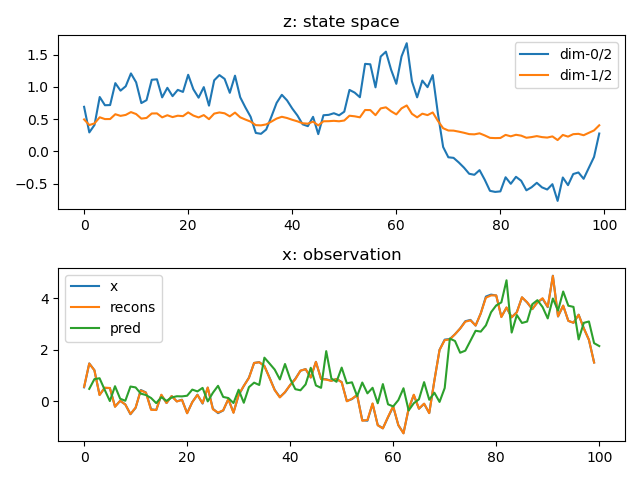 z: state space
1.5
1.0
0.5
0.0
−0.5
dim-0/2
dim-1/2
0 20 40 60 80 100
x: observation
4
2
0
x
recons
pred
0 20 40 60 80 100